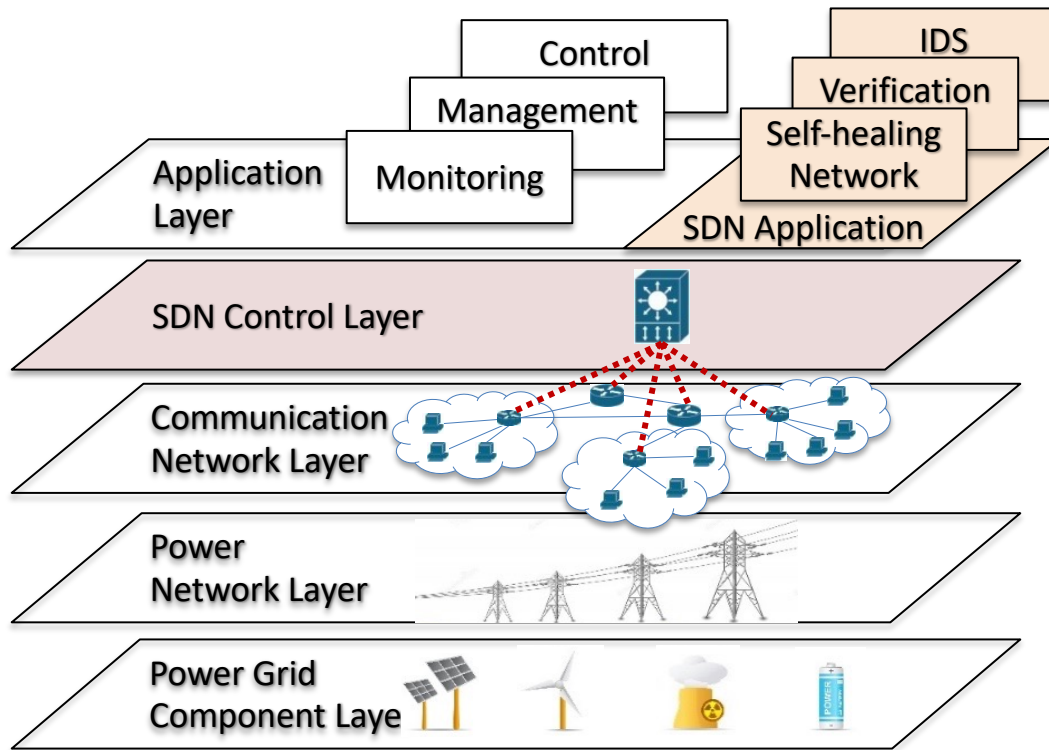 Control
IDS
Management
Verification
Monitoring
Self-healing
Network
Application
Layer
SDN Application
SDN Control Layer
Communication
Network Layer
Power
Network Layer
Power Grid
Component Laye
POWER